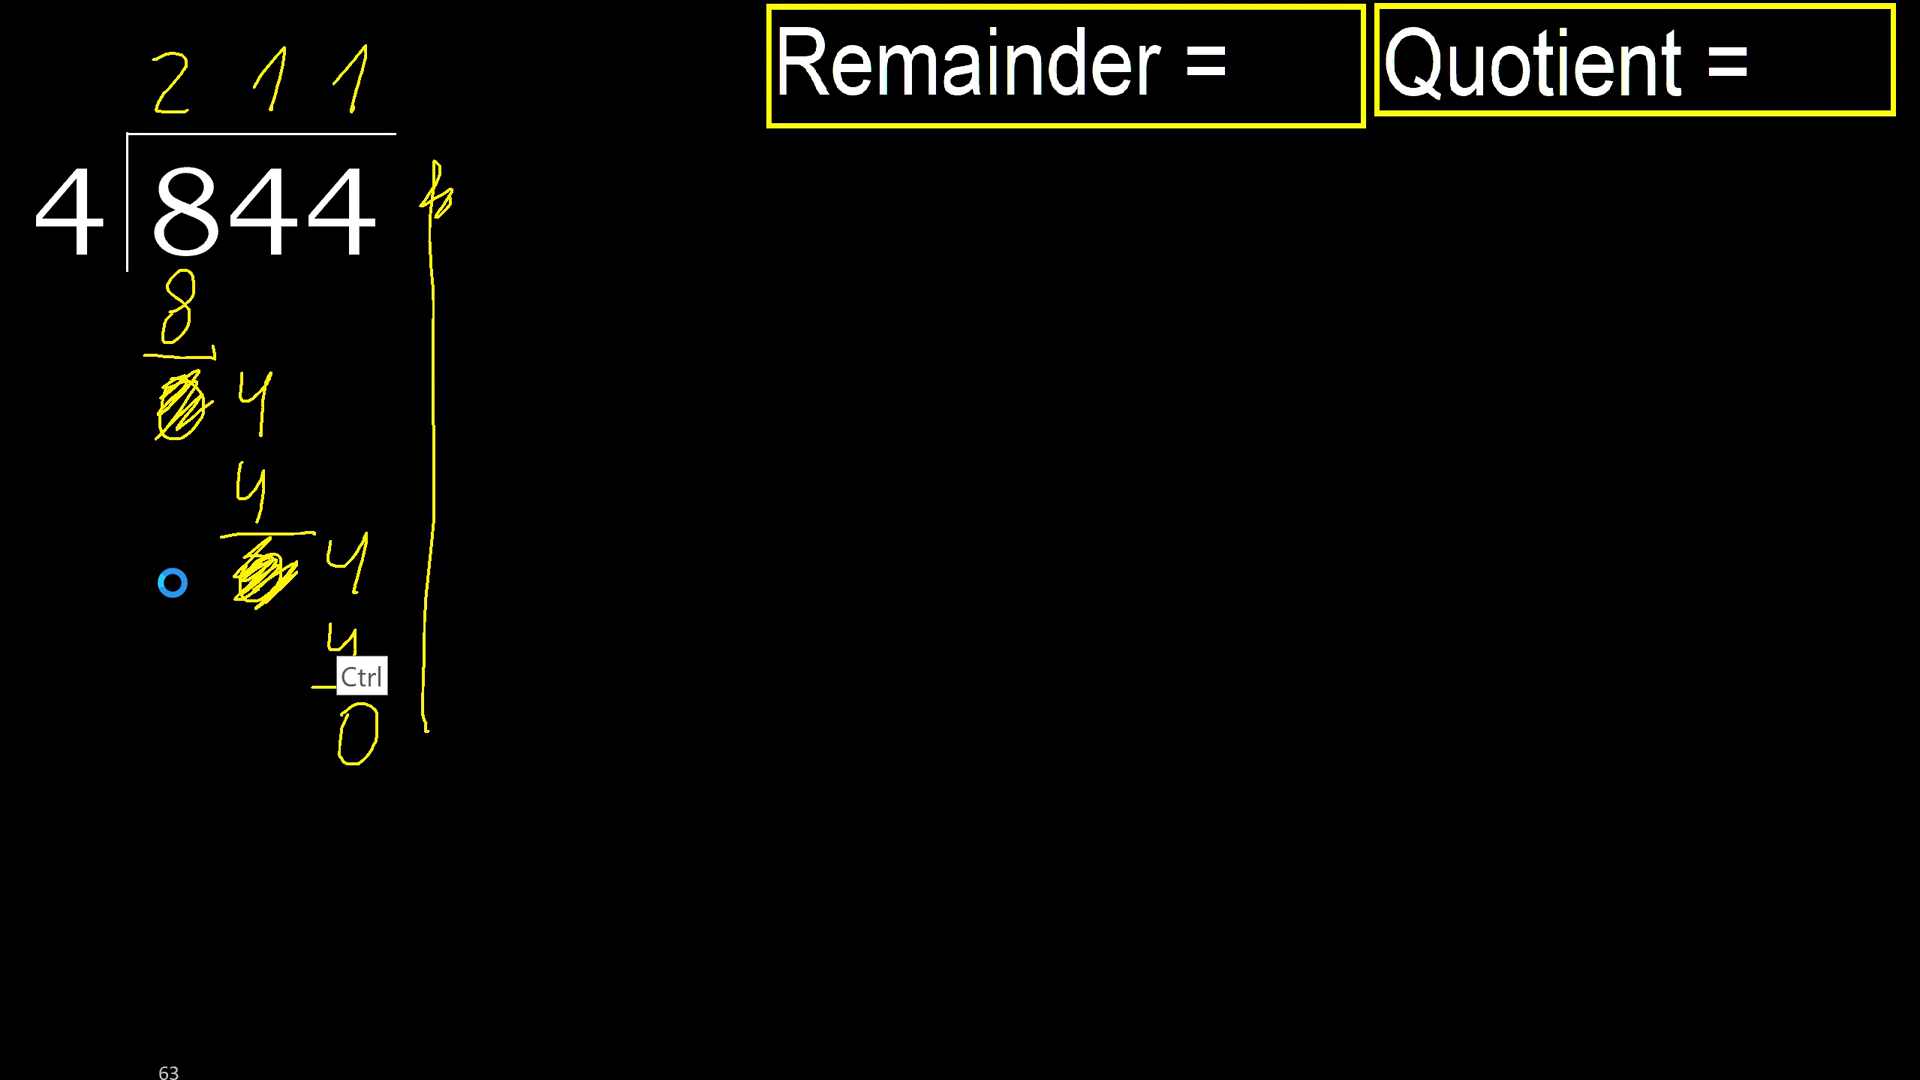 2 1 1
Remainder =
Quotient =
4 844
8
4
4
4
4
Ctrl
0
63